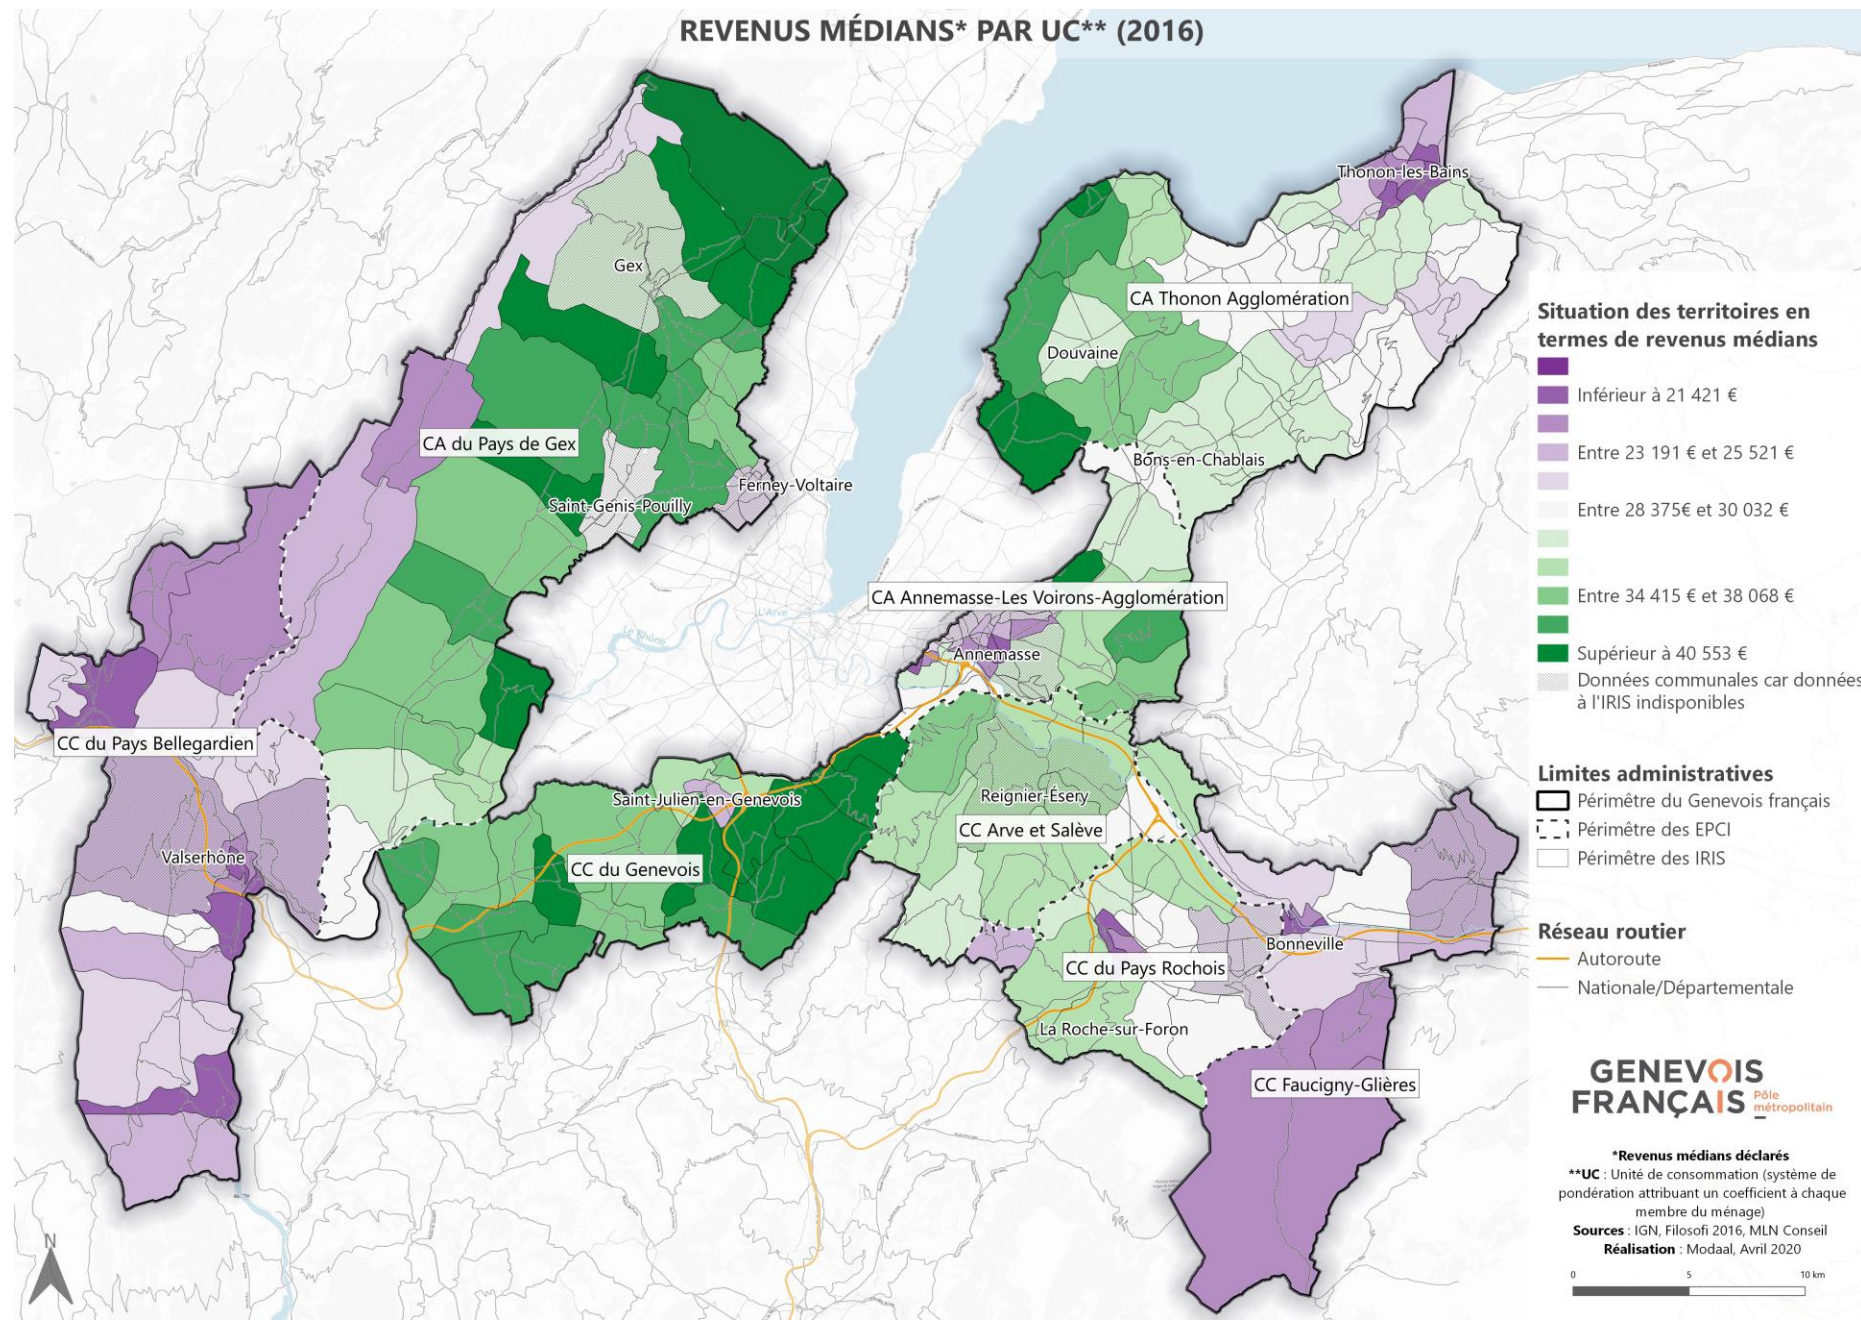 REVENUS MÉDIANS* PAR UC** (2016)
Thonon-les-Bains
Gex
CA Thonon Agglomération
Douvaine
CA du Pays de Gex
Bons-en-Chablais
Ferney-Voltaire
Saint-Genis-Pouilly
CA Annemasse-Les Voirons-Agglomération
L'Arve
Le Rhône
Annemasse
CC du Pays Bellegardien
Saint-Julien-en-Genevois
Reignier-Ésery
CC Arve et Salève
Valserhône
CC du Genevois
Bonneville
CC du Pays Rochois
La Roche-sur-Foron
CC Faucigny-Glières
N
Situation des territoires en
termes de revenus médians
Inférieur à 21 421 €
Entre 23 191 € et 25 521 €
Entre 28 375€ et 30 032 €
Entre 34 415 € et 38 068 €
Supérieur à 40 553 €
Données communales car données
à l'IRIS indisponibles
Limites administratives
Périmêtre du Genevois français
Périmêtre des EPCI
Périmêtre des IRIS
Réseau routier
Autoroute
Nationale/Départementale
GENEVOIS
FRANÇAIS Pôle
métropolitain
*Revenus médians déclarés
**UC : Unité de consommation (système de
pondération attribuant un coefficient à chaque
membre du ménage)
Sources : IGN, Filosofi 2016, MLN Conseil
Réalisation : Modaal, Avril 2020
0 5 10 km